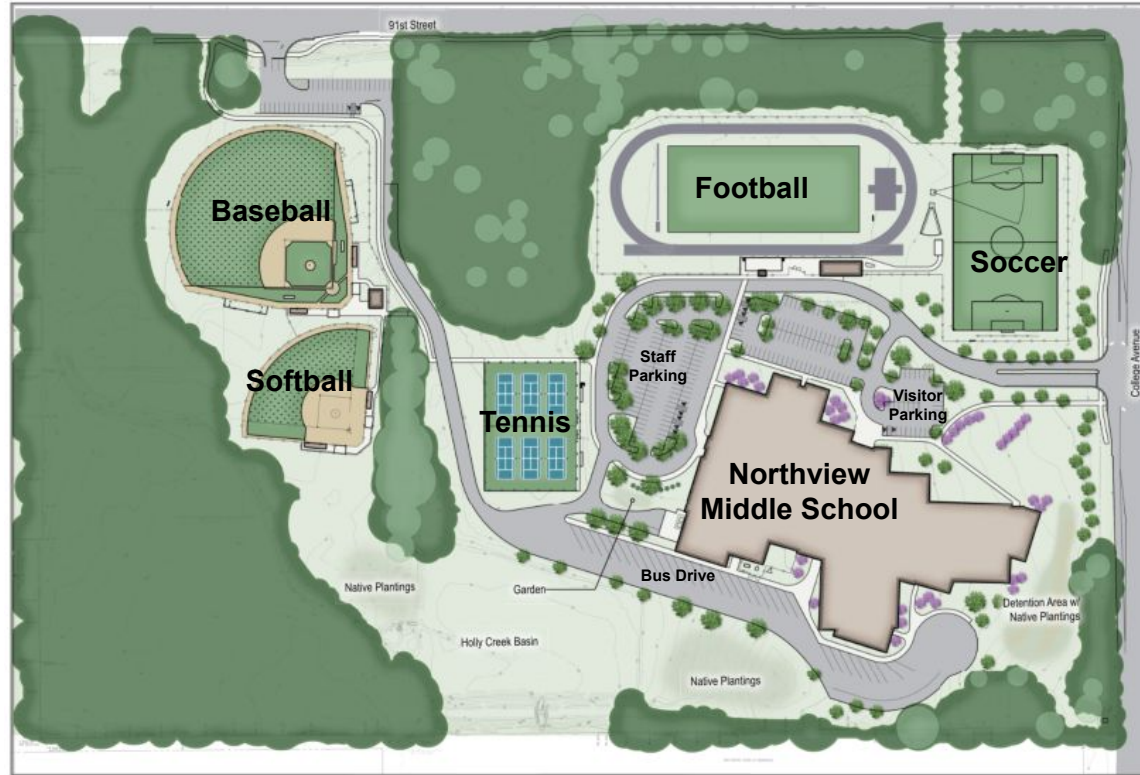 91st Street
Baseball
Football
Soccer
College Avenue
Softball
Tennis
Staff
Parking
Visitor
Parking
Northview
Middle School
Bus Drive
Native Plantings
Garden
Holly Creek Basin
Native Plantings
Detention Area w/
Native Plantings